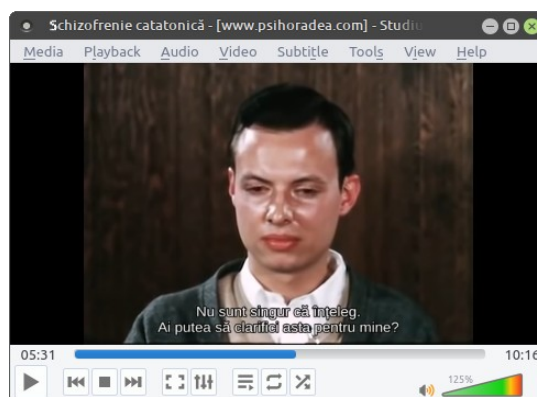 Schizofrenie catatonică - [www.psihoradea.com] - Studiu
Media Playback Audio Video Subtitle Tools View Help
Nu sunt singur că înțeleg.
Ai putea să clarifici asta pentru mine?
05:31 10:16
125%